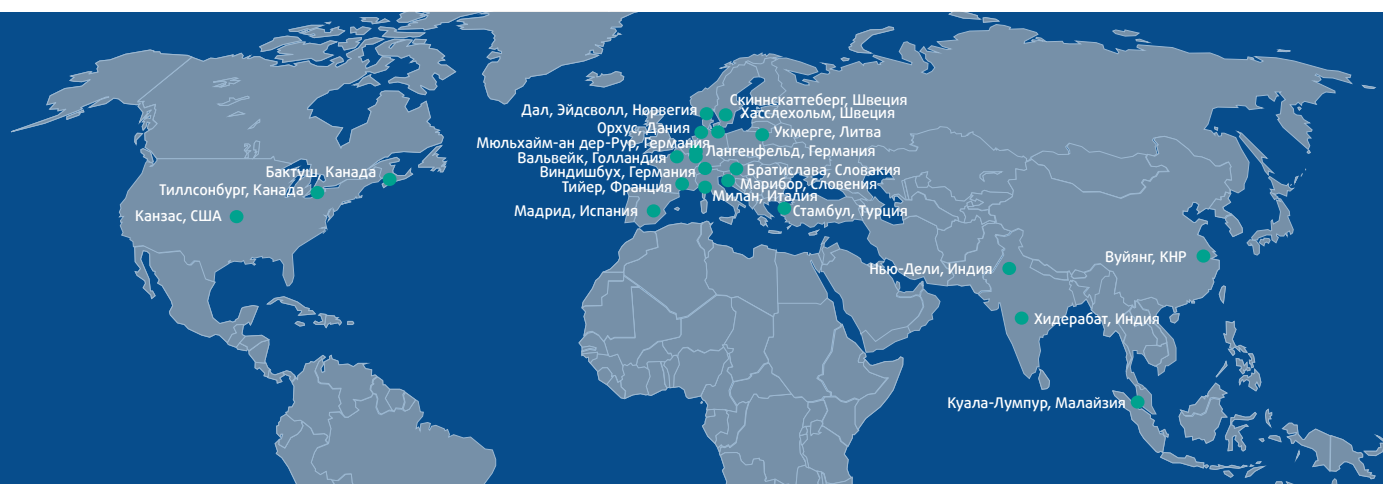 Скиннскаттеберг, Швеция
Дал, Эйдсволл, Норвегия
Хасслехольм, Швеция
Орхус, Дания
Укмерге, Литва
Мюльхайм-ан дер-Рур, Германия
Лангенфельд, Германия
Вальвейк, Голландия
Виндишбух, Германия
Братислава, Словакия
Тийер, Франция
Марибор, Словения
Милан, Италия
Мадрид, Испания
Стамбул, Турция
Бактуш, Канада
Тиллсонбург, Канада
Канзас, США
Вуйянг, КНР
Нью-Дели, Индия
Хидерабат, Индия
Куала-Лумпур, Малайзия